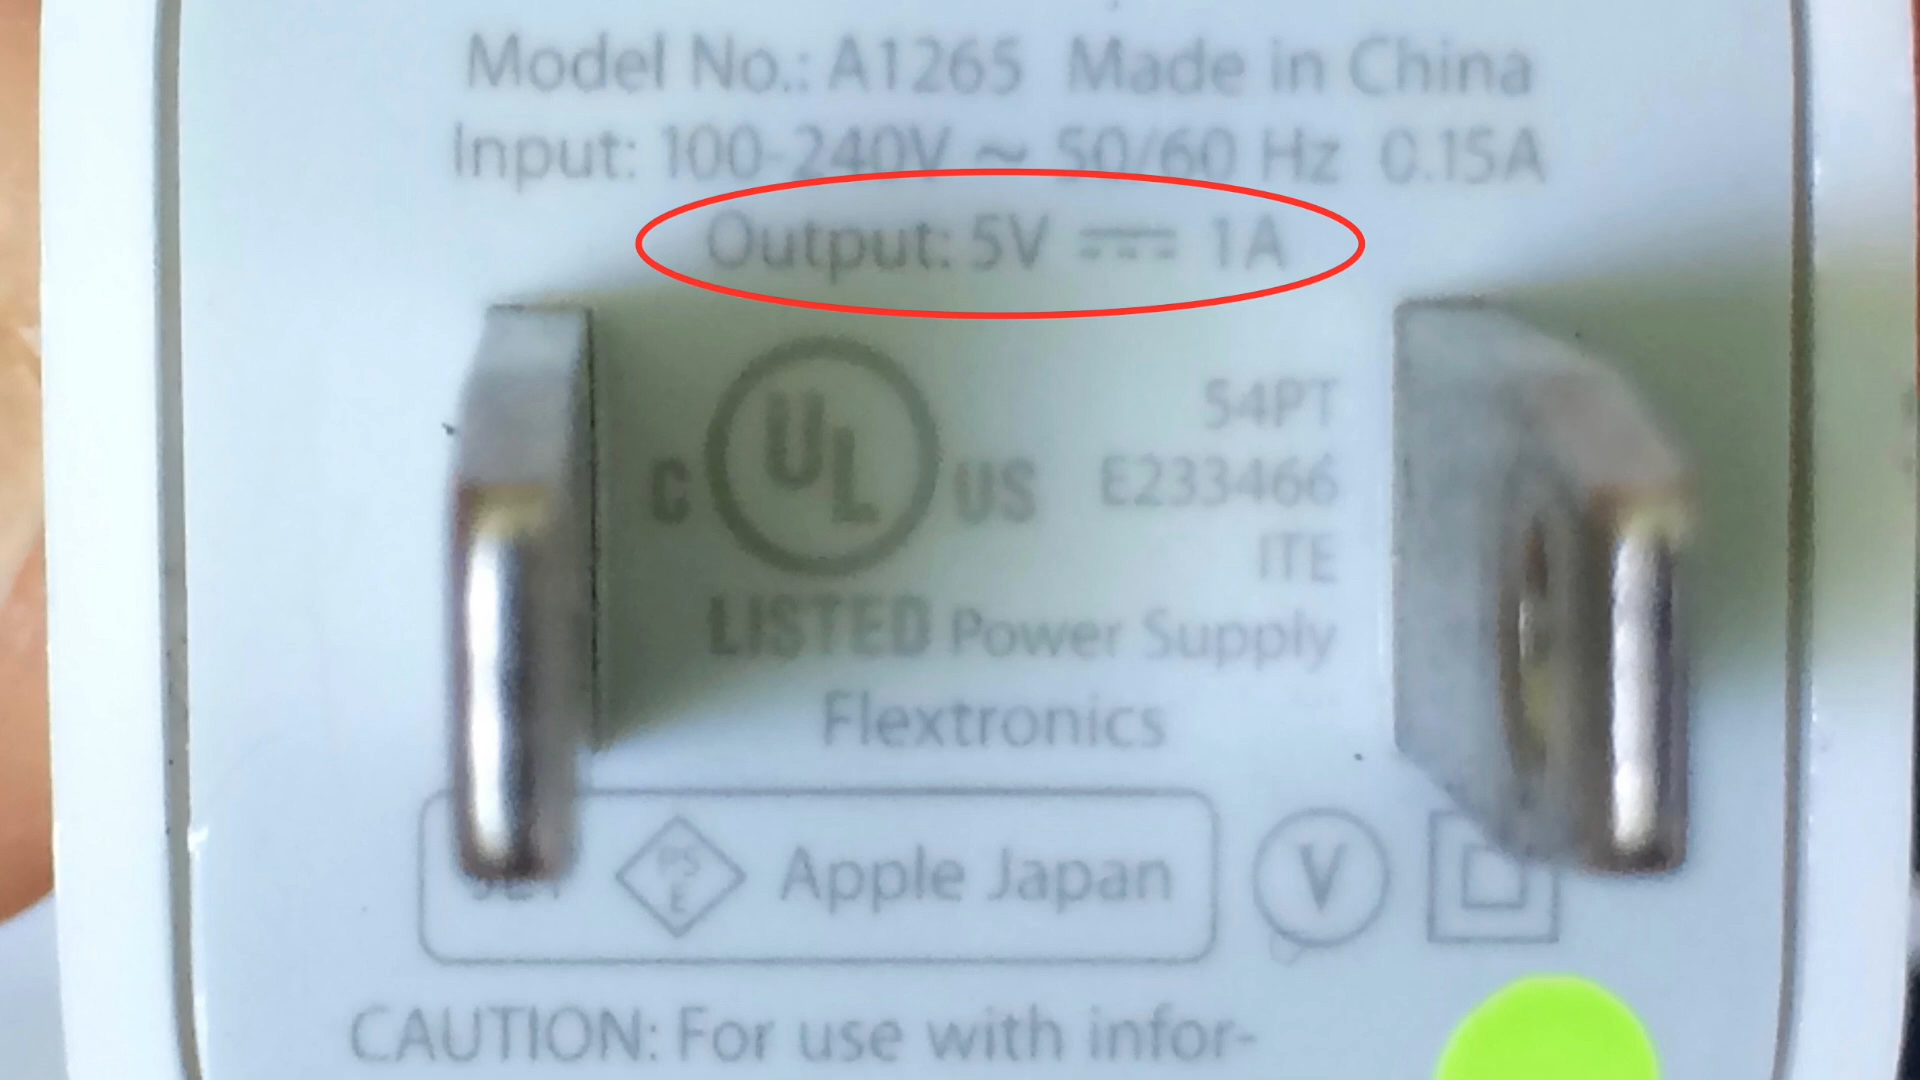 Model No.: A1265 Made in China
Input: 100-240V ~ 50/60 Hz 0.15A
Output: 5V ⎓ 1A
C UL US
54PT
E233466
ITE
LISTED Power Supply
Flextronics
PS
E
Apple Japan
V
CAUTION: For use with infor-